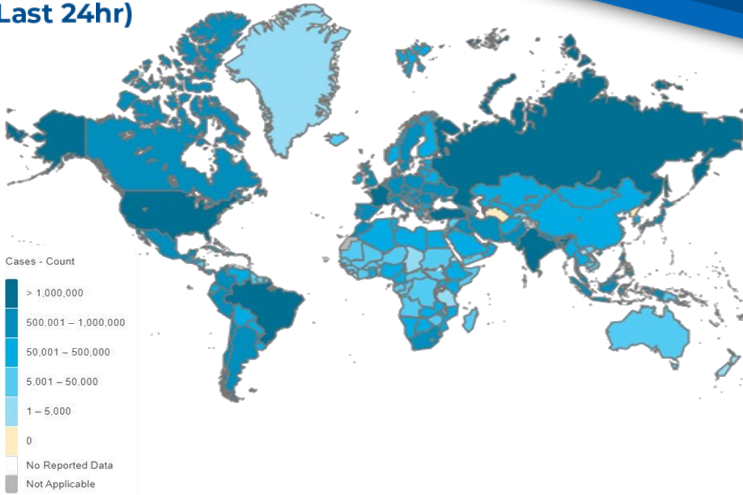 Last 24hr)
Cases - Count
> 1,000,000
500,001 – 1,000,000
50,001 – 500,000
5,001 – 50,000
1 – 5,000
0
No Reported Data
Not Applicable